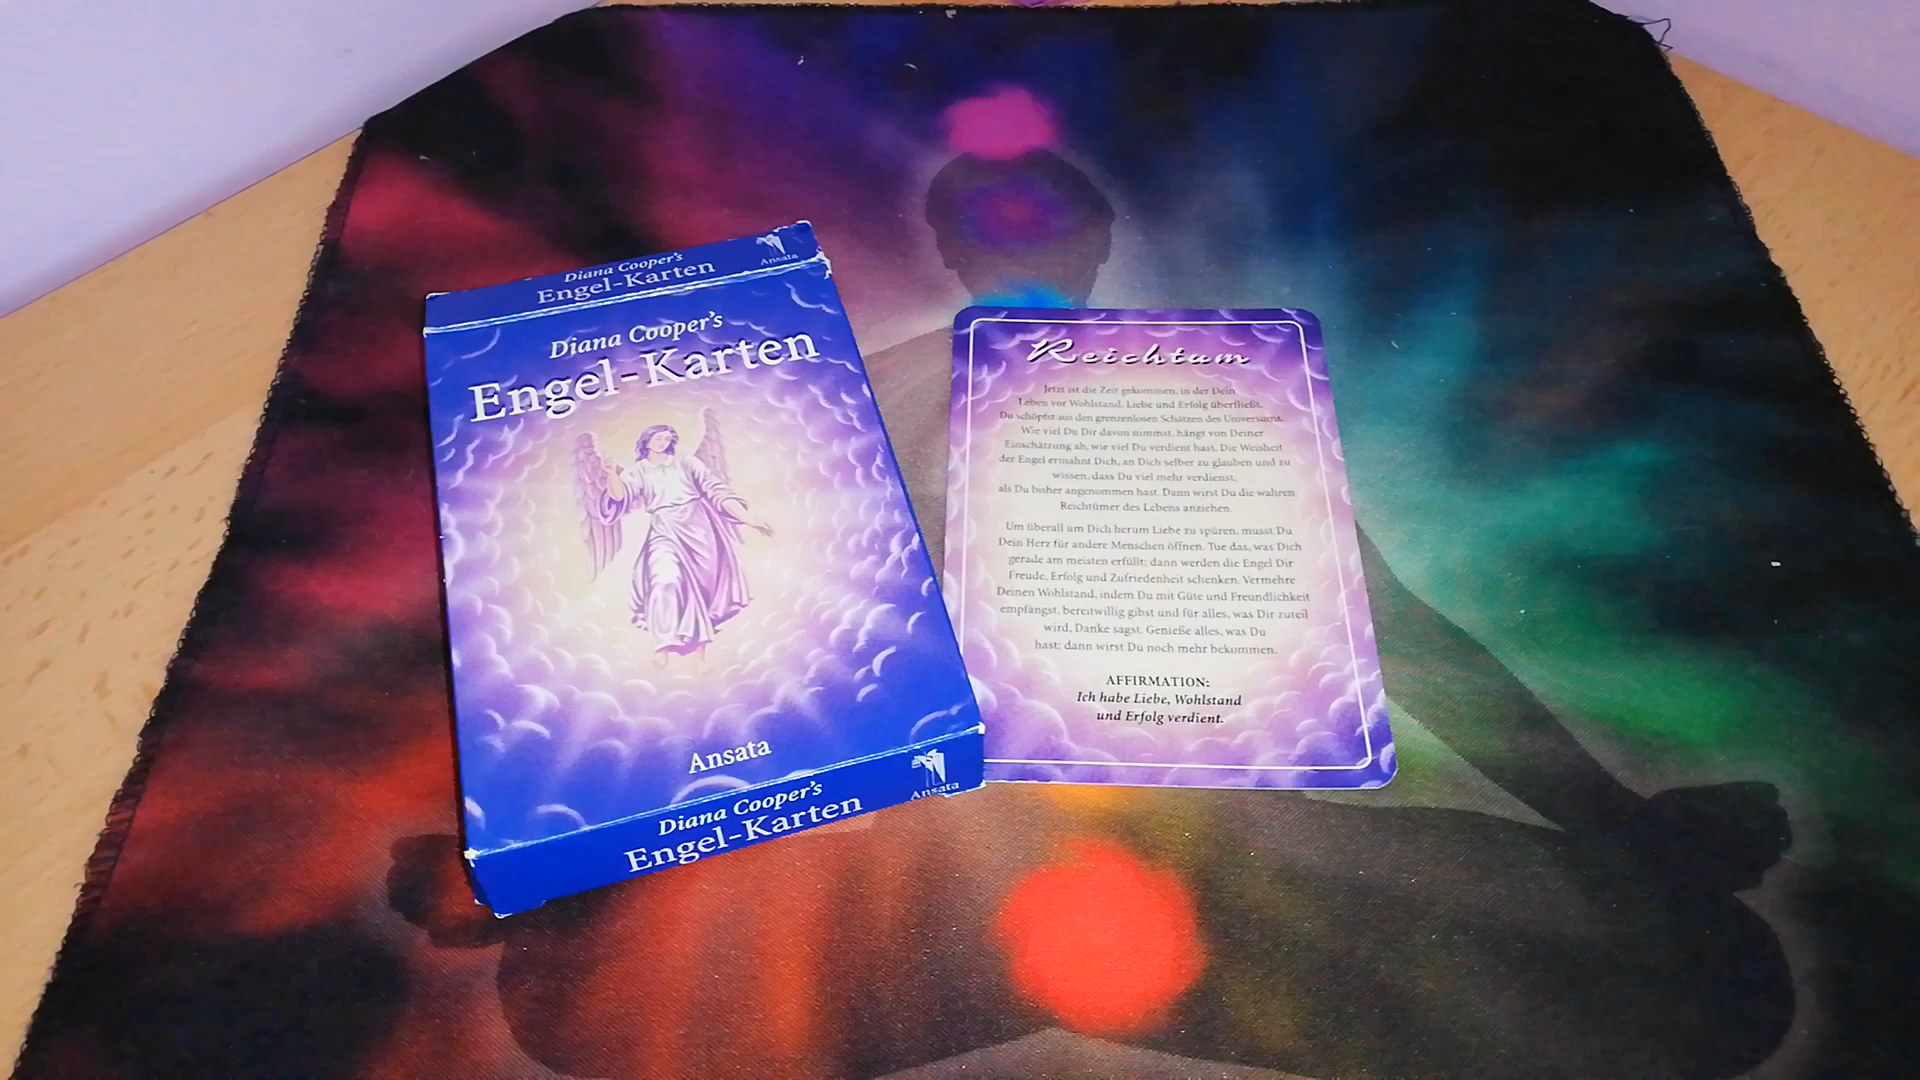 Diana Cooper's
Engel-Karten
Ansata
Diana Cooper's
Engel-Karten
Ansata
Diana Cooper's
Engel-Karten
Ansata
Reichtum
Jetzt ist die Zeit gekommen, in der Dein
Leben vor Wohlstand, Liebe und Erfolg überfließt.
Du schöpfst aus den grenzenlosen Schätzen des Universums.
Wie viel Du Dir davon nimmst, hängt von Deiner
Einschätzung ab, wie viel Du verdient hast. Die Weisheit
der Engel ermahnt Dich, an Dich selber zu glauben und zu
wissen, dass Du viel mehr verdienst,
als Du bisher angenommen hast. Dann wirst Du die wahren
Reichtümer des Lebens anziehen.
Um überall um Dich herum Liebe zu spüren, musst Du
Dein Herz für andere Menschen öffnen. Tue das, was Dich
gerade am meisten erfüllt; dann werden die Engel Dir
Freude, Erfolg und Zufriedenheit schenken. Vermehre
Deinen Wohlstand, indem Du mit Güte und Freundlichkeit
empfängst, bereitwillig gibst und für alles, was Dir zuteil
wird, Danke sagst. Genieße alles, was Du
hast; dann wirst Du noch mehr bekommen.
AFFIRMATION:
Ich habe Liebe, Wohlstand
und Erfolg verdient.